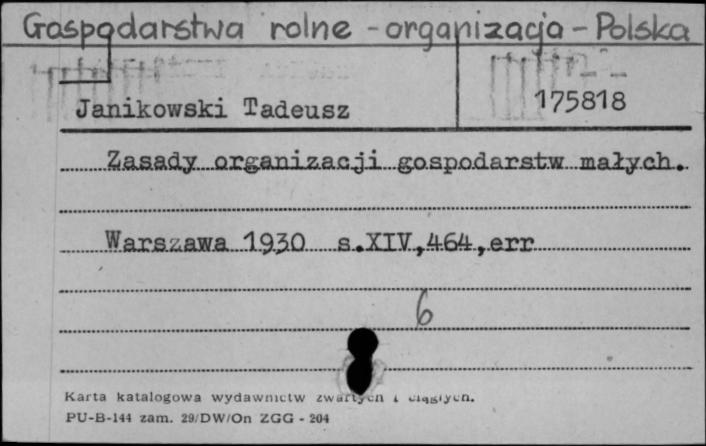 Gospodarstwa rolne - organizacja - Polska
Janikowski Tadeusz
175818
Zasady organizacji gospodarstw małych.
Warszawa 1930 s.XIV,464,err
6
Karta katalogowa wydawnictw zwartych i ciągłych.
PU-B-144 zam. 29/DW/On ZGG - 204